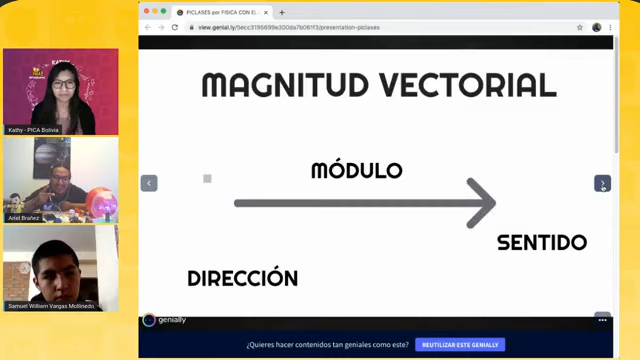 PICLASES por FISICA CON EL
view.genial.ly/5ecc3195699e300da7b061f3/presentation-piclases
MAGNITUD VECTORIAL
MÓDULO
SENTIDO
DIRECCIÓN
Kathy - PICA Bolivia
Ariel Brañez
Samuel William Vargas Mollinedo
genially
¿Quieres hacer contenidos tan geniales como este?
REUTILIZAR ESTE GENIALLY